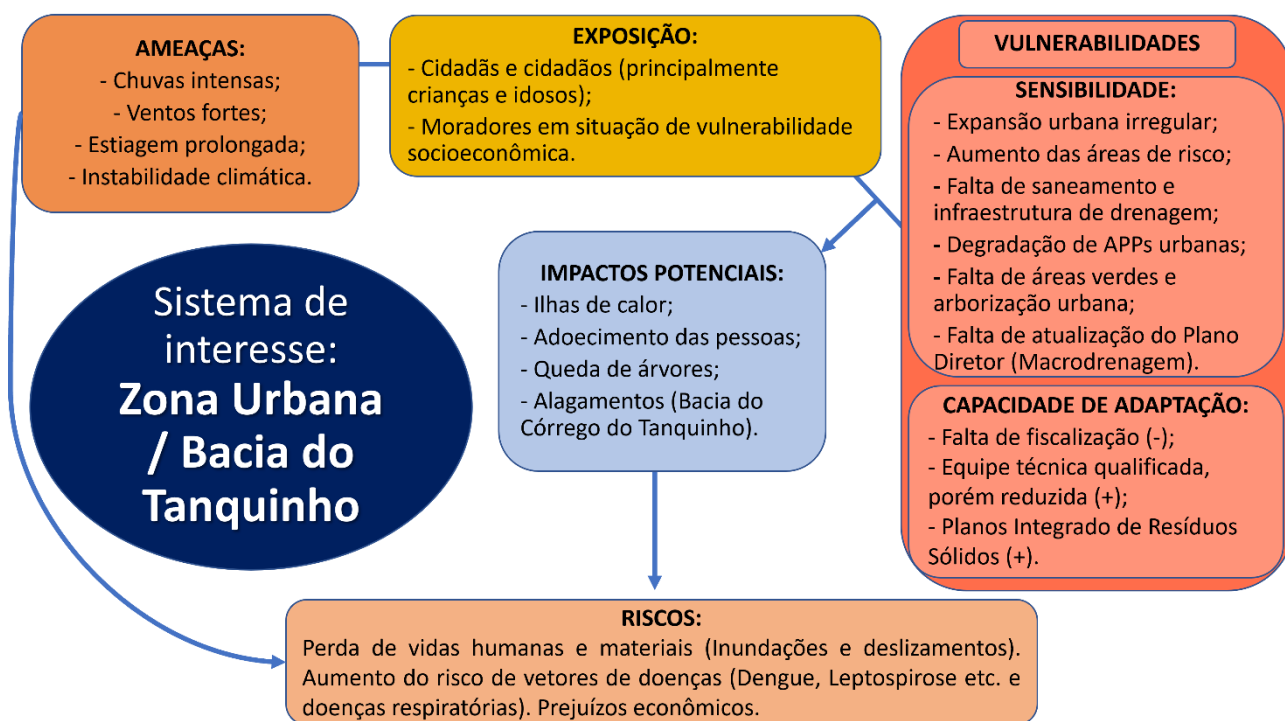 AMEAÇAS:
- Chuvas intensas;
- Ventos fortes;
- Estiagem prolongada;
- Instabilidade climática.
EXPOSIÇÃO:
- Cidadãs e cidadãos (principalmente
crianças e idosos);
- Moradores em situação de vulnerabilidade
socioeconômica.
VULNERABILIDADES
SENSIBILIDADE:
- Expansão urbana irregular;
- Aumento das áreas de risco;
- Falta de saneamento e
infraestrutura de drenagem;
- Degradação de APPs urbanas;
- Falta de áreas verdes e
arborização urbana;
- Falta de atualização do Plano
Diretor (Macrodrenagem).
CAPACIDADE DE ADAPTAÇÃO:
- Falta de fiscalização (-);
- Equipe técnica qualificada,
porém reduzida (+);
- Planos Integrado de Resíduos
Sólidos (+).
Sistema de
interesse:
Zona Urbana
/ Bacia do
Tanquinho
IMPACTOS POTENCIAIS:
- Ilhas de calor;
- Adoecimento das pessoas;
- Queda de árvores;
- Alagamentos (Bacia do
Córrego do Tanquinho).
RISCOS:
Perda de vidas humanas e materiais (Inundações e deslizamentos).
Aumento do risco de vetores de doenças (Dengue, Leptospirose etc. e
doenças respiratórias). Prejuízos econômicos.